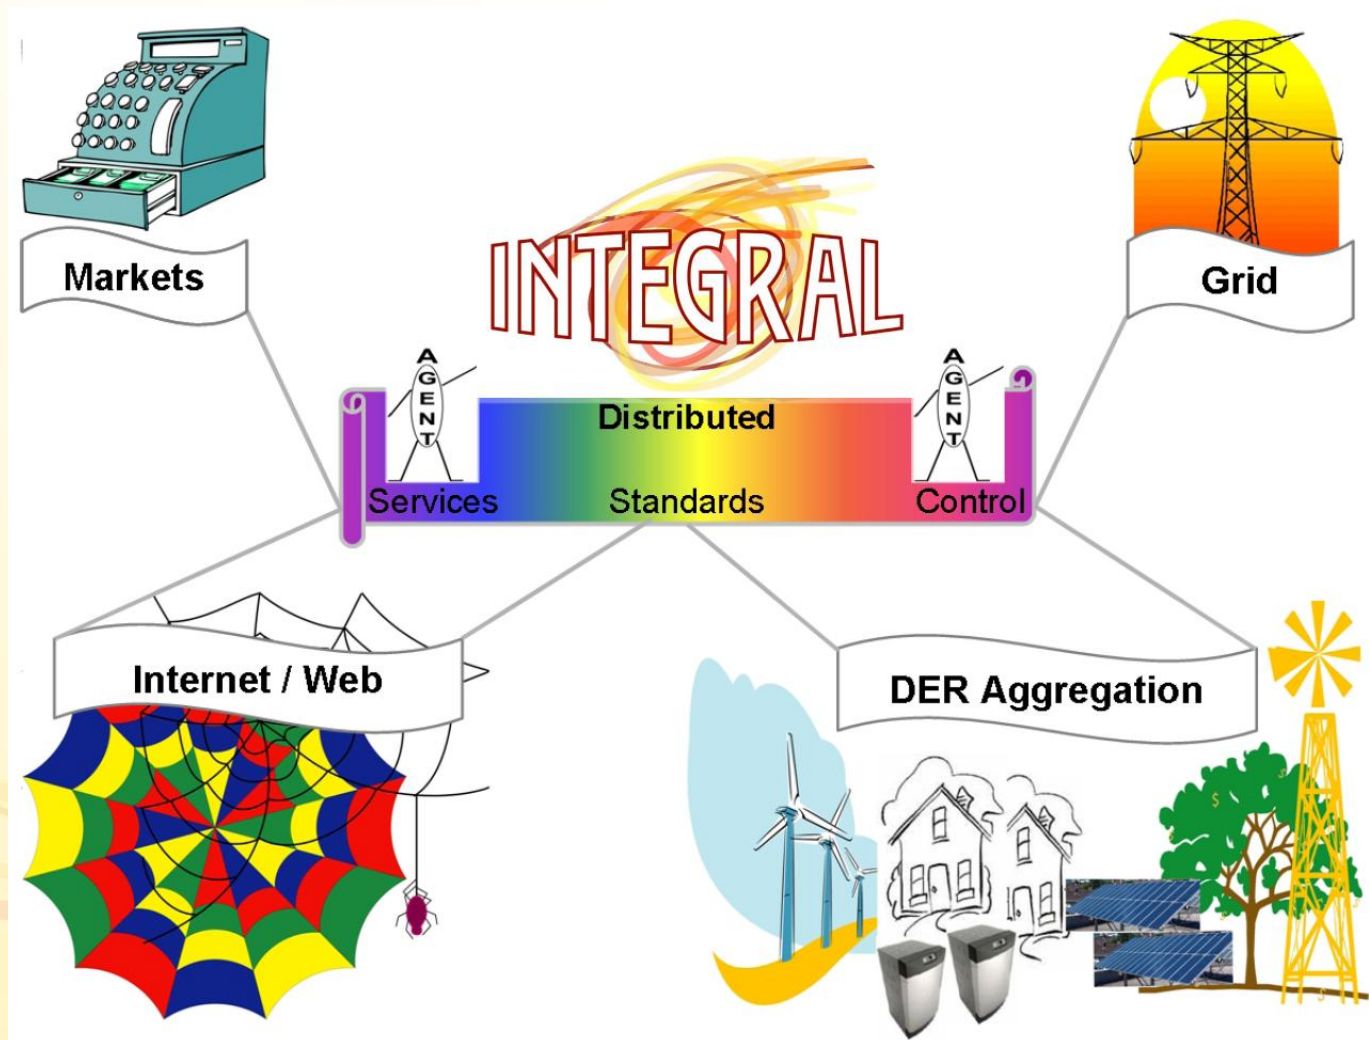 Markets
Grid
INTEGRAL
AGENT
AGENT
Distributed
Services
Standards
Control
Internet / Web
DER Aggregation